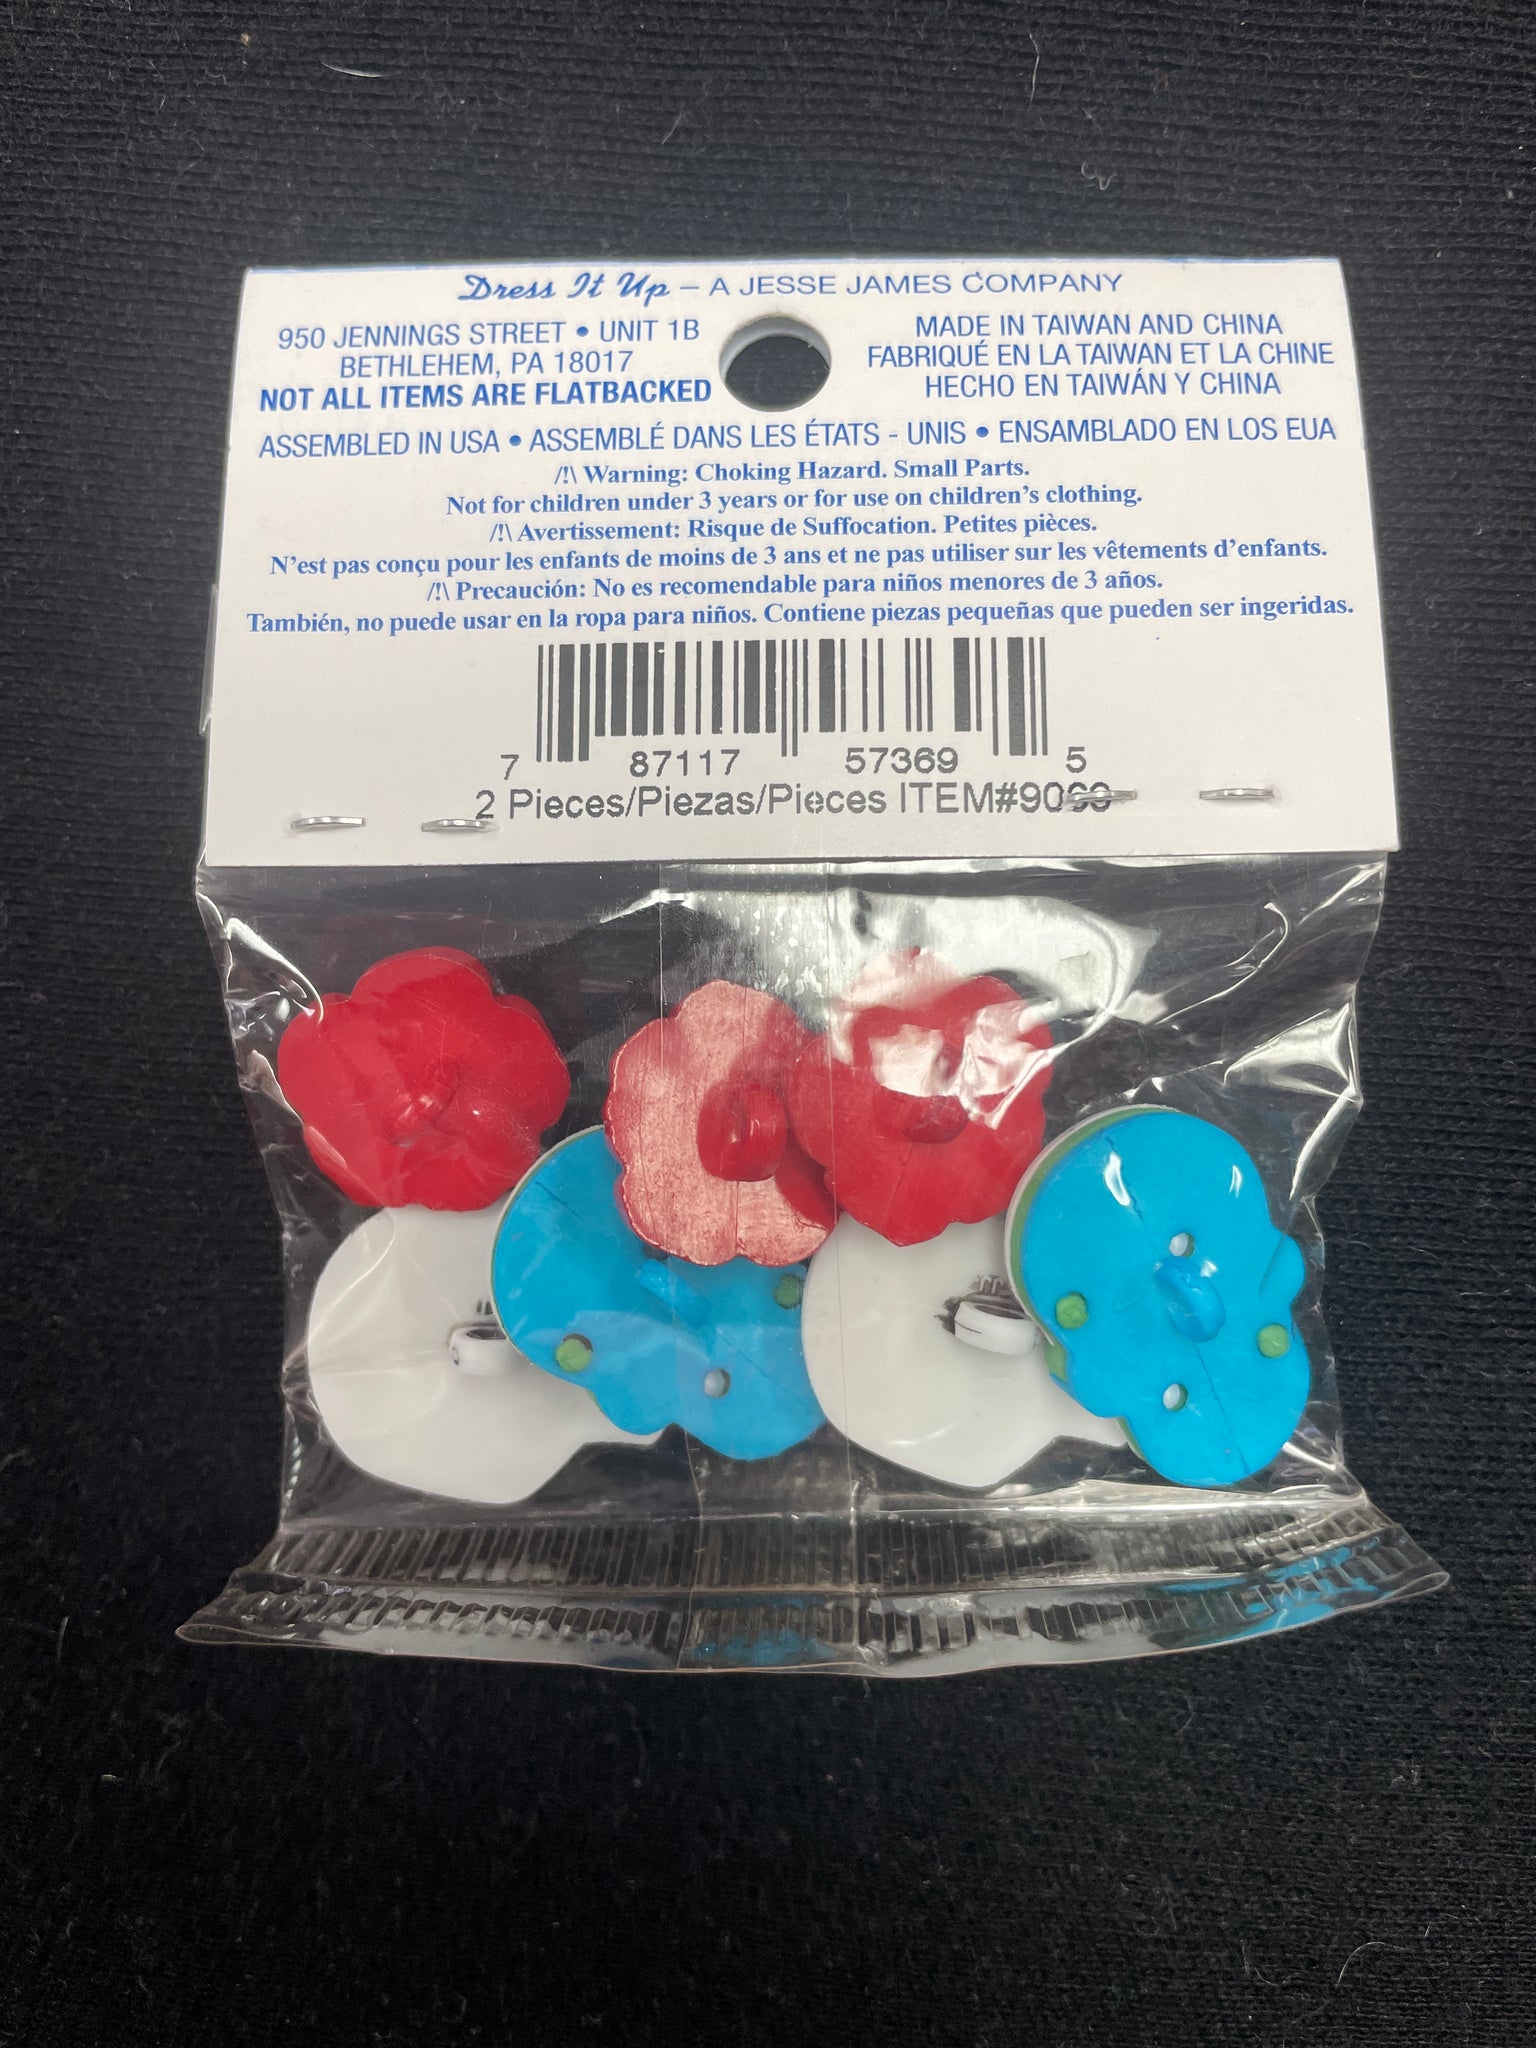 Dress It Up – A JESSE JAMES COMPANY
950 JENNINGS STREET • UNIT 1B
BETHLEHEM, PA 18017
NOT ALL ITEMS ARE FLATBACKED
MADE IN TAIWAN AND CHINA
FABRIQUÉ EN LA TAIWAN ET LA CHINE
HECHO EN TAIWÁN Y CHINA
ASSEMBLED IN USA • ASSEMBLÉ DANS LES ÉTATS - UNIS • ENSAMBLADO EN LOS EUA
/!\ Warning: Choking Hazard. Small Parts.
Not for children under 3 years or for use on children’s clothing.
/!\ Avertissement: Risque de Suffocation. Petites pièces.
N’est pas conçu pour les enfants de moins de 3 ans et ne pas utiliser sur les vêtements d’enfants.
/!\ Precaución: No es recomendable para niños menores de 3 años.
También, no puede usar en la ropa para niños. Contiene piezas pequeñas que pueden ser ingeridas.
7 87117 57369 5
2 Pieces/Piezas/Pieces